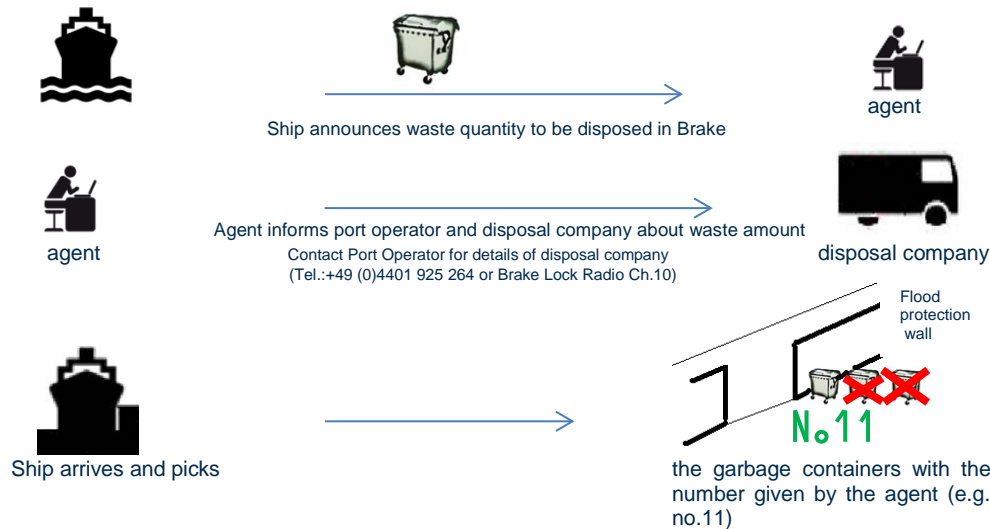 agent
Ship announces waste quantity to be disposed in Brake
agent
Agent informs port operator and disposal company about waste amount
Contact Port Operator for details of disposal company
(Tel.:+49 (0)4401 925 264 or Brake Lock Radio Ch.10)
disposal company
Flood
protection
wall
No11
Ship arrives and picks
the garbage containers with the
number given by the agent (e.g.
no.11)